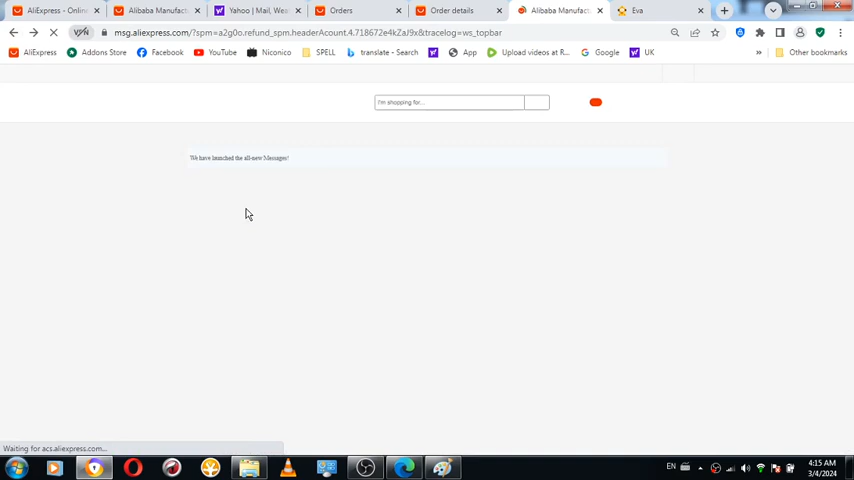 AliExpress - Onlin
Alibaba Manufact
Yahoo | Mail, Wea
Orders
Order details
Alibaba Manufact
Eva
msg.aliexpress.com/?spm=a2g0o.refund_spm.headerAcount.4.718672e4kZaJ9x&tracelog=ws_topbar
AliExpress
Addons Store
Facebook
YouTube
Niconico
SPELL
translate - Search
App
Upload videos at R...
Google
UK
»
Other bookmarks
I'm shopping for...
We have launched the all-new Messages!
Waiting for acs.aliexpress.com...
EN
4:15 AM
3/4/2024